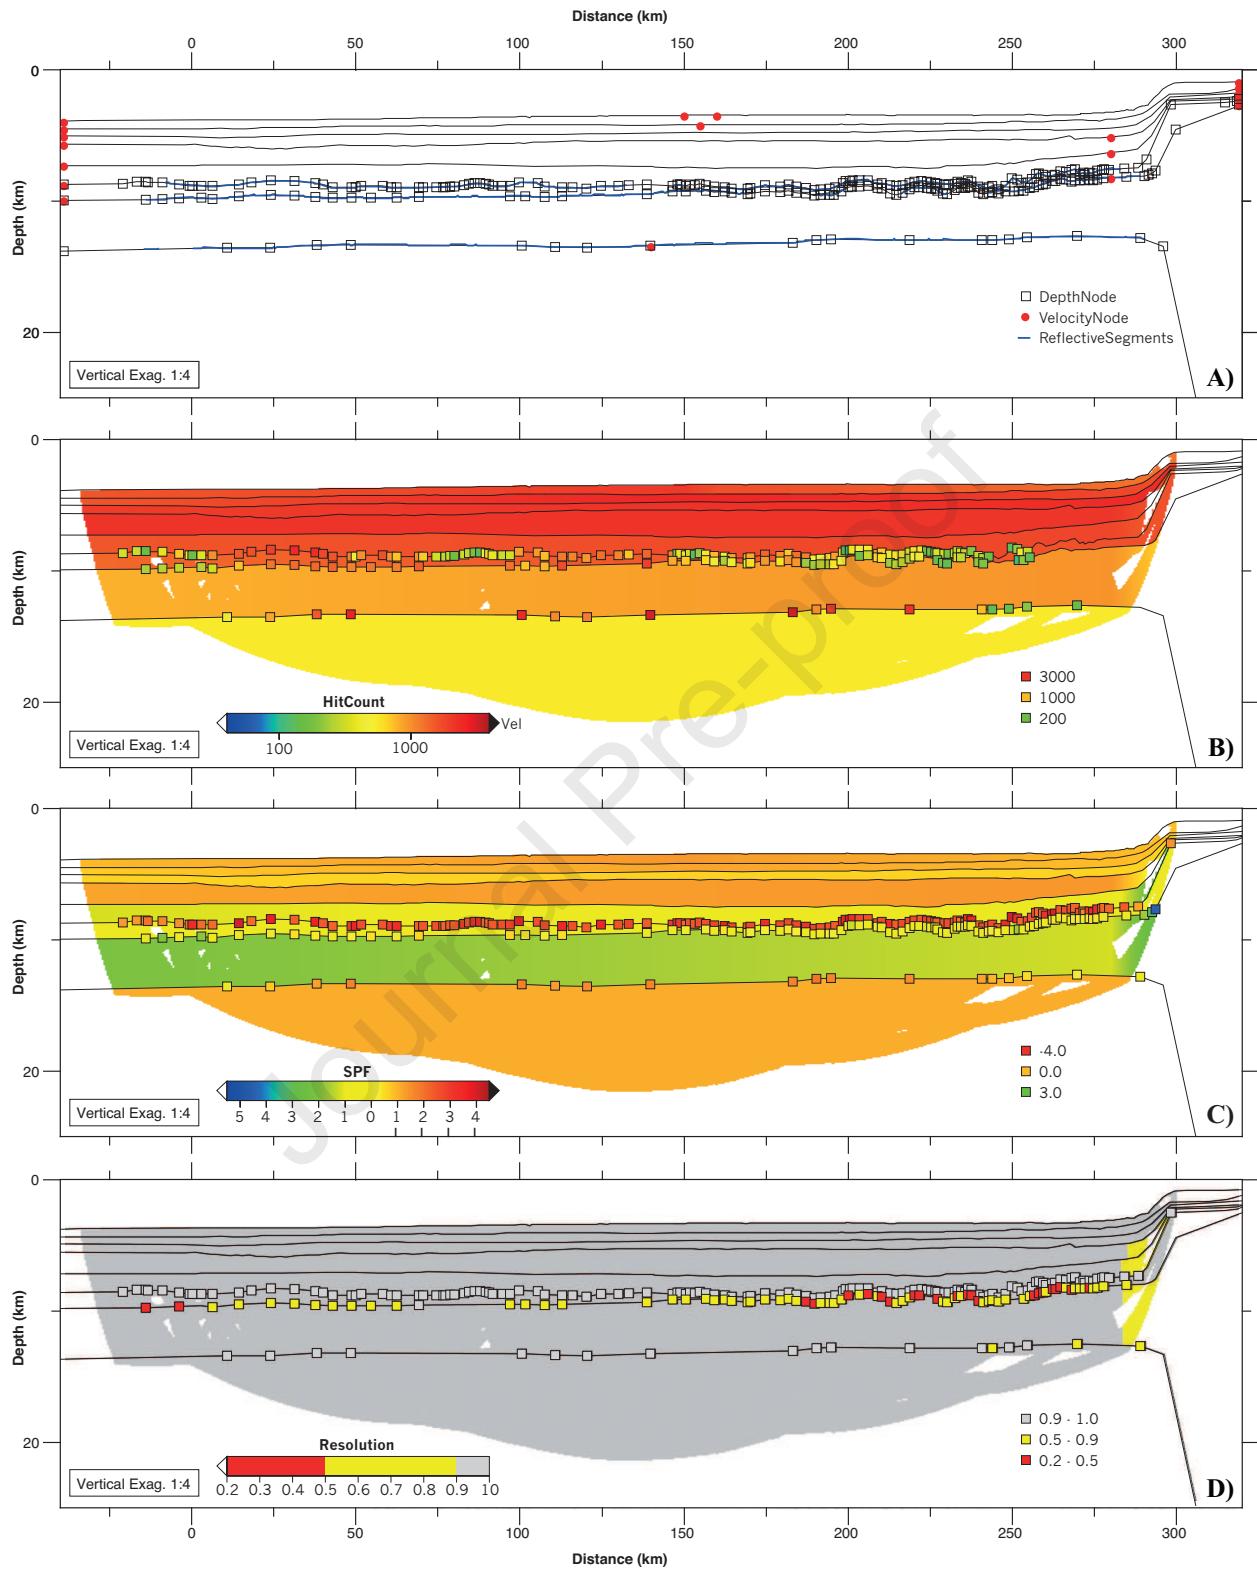 Distance (km)
0 50 100 150 200 250 300
0
20
Depth (km)
DepthNode
VelocityNode
ReflectiveSegments
Vertical Exag. 1:4
A)
0
20
Depth (km)
HitCount
Vel
100 1000
3000
1000
200
Vertical Exag. 1:4
B)
0
20
Depth (km)
SPF
5 4 3 2 1 0 1 2 3 4
-4.0
0.0
3.0
Vertical Exag. 1:4
C)
0
20
Depth (km)
Resolution
0.2 0.3 0.4 0.5 0.6 0.7 0.8 0.9 10
0.9 - 1.0
0.5 - 0.9
0.2 - 0.5
Vertical Exag. 1:4
D)
0 50 100 150 200 250 300
Distance (km)
Journal Pre-proof